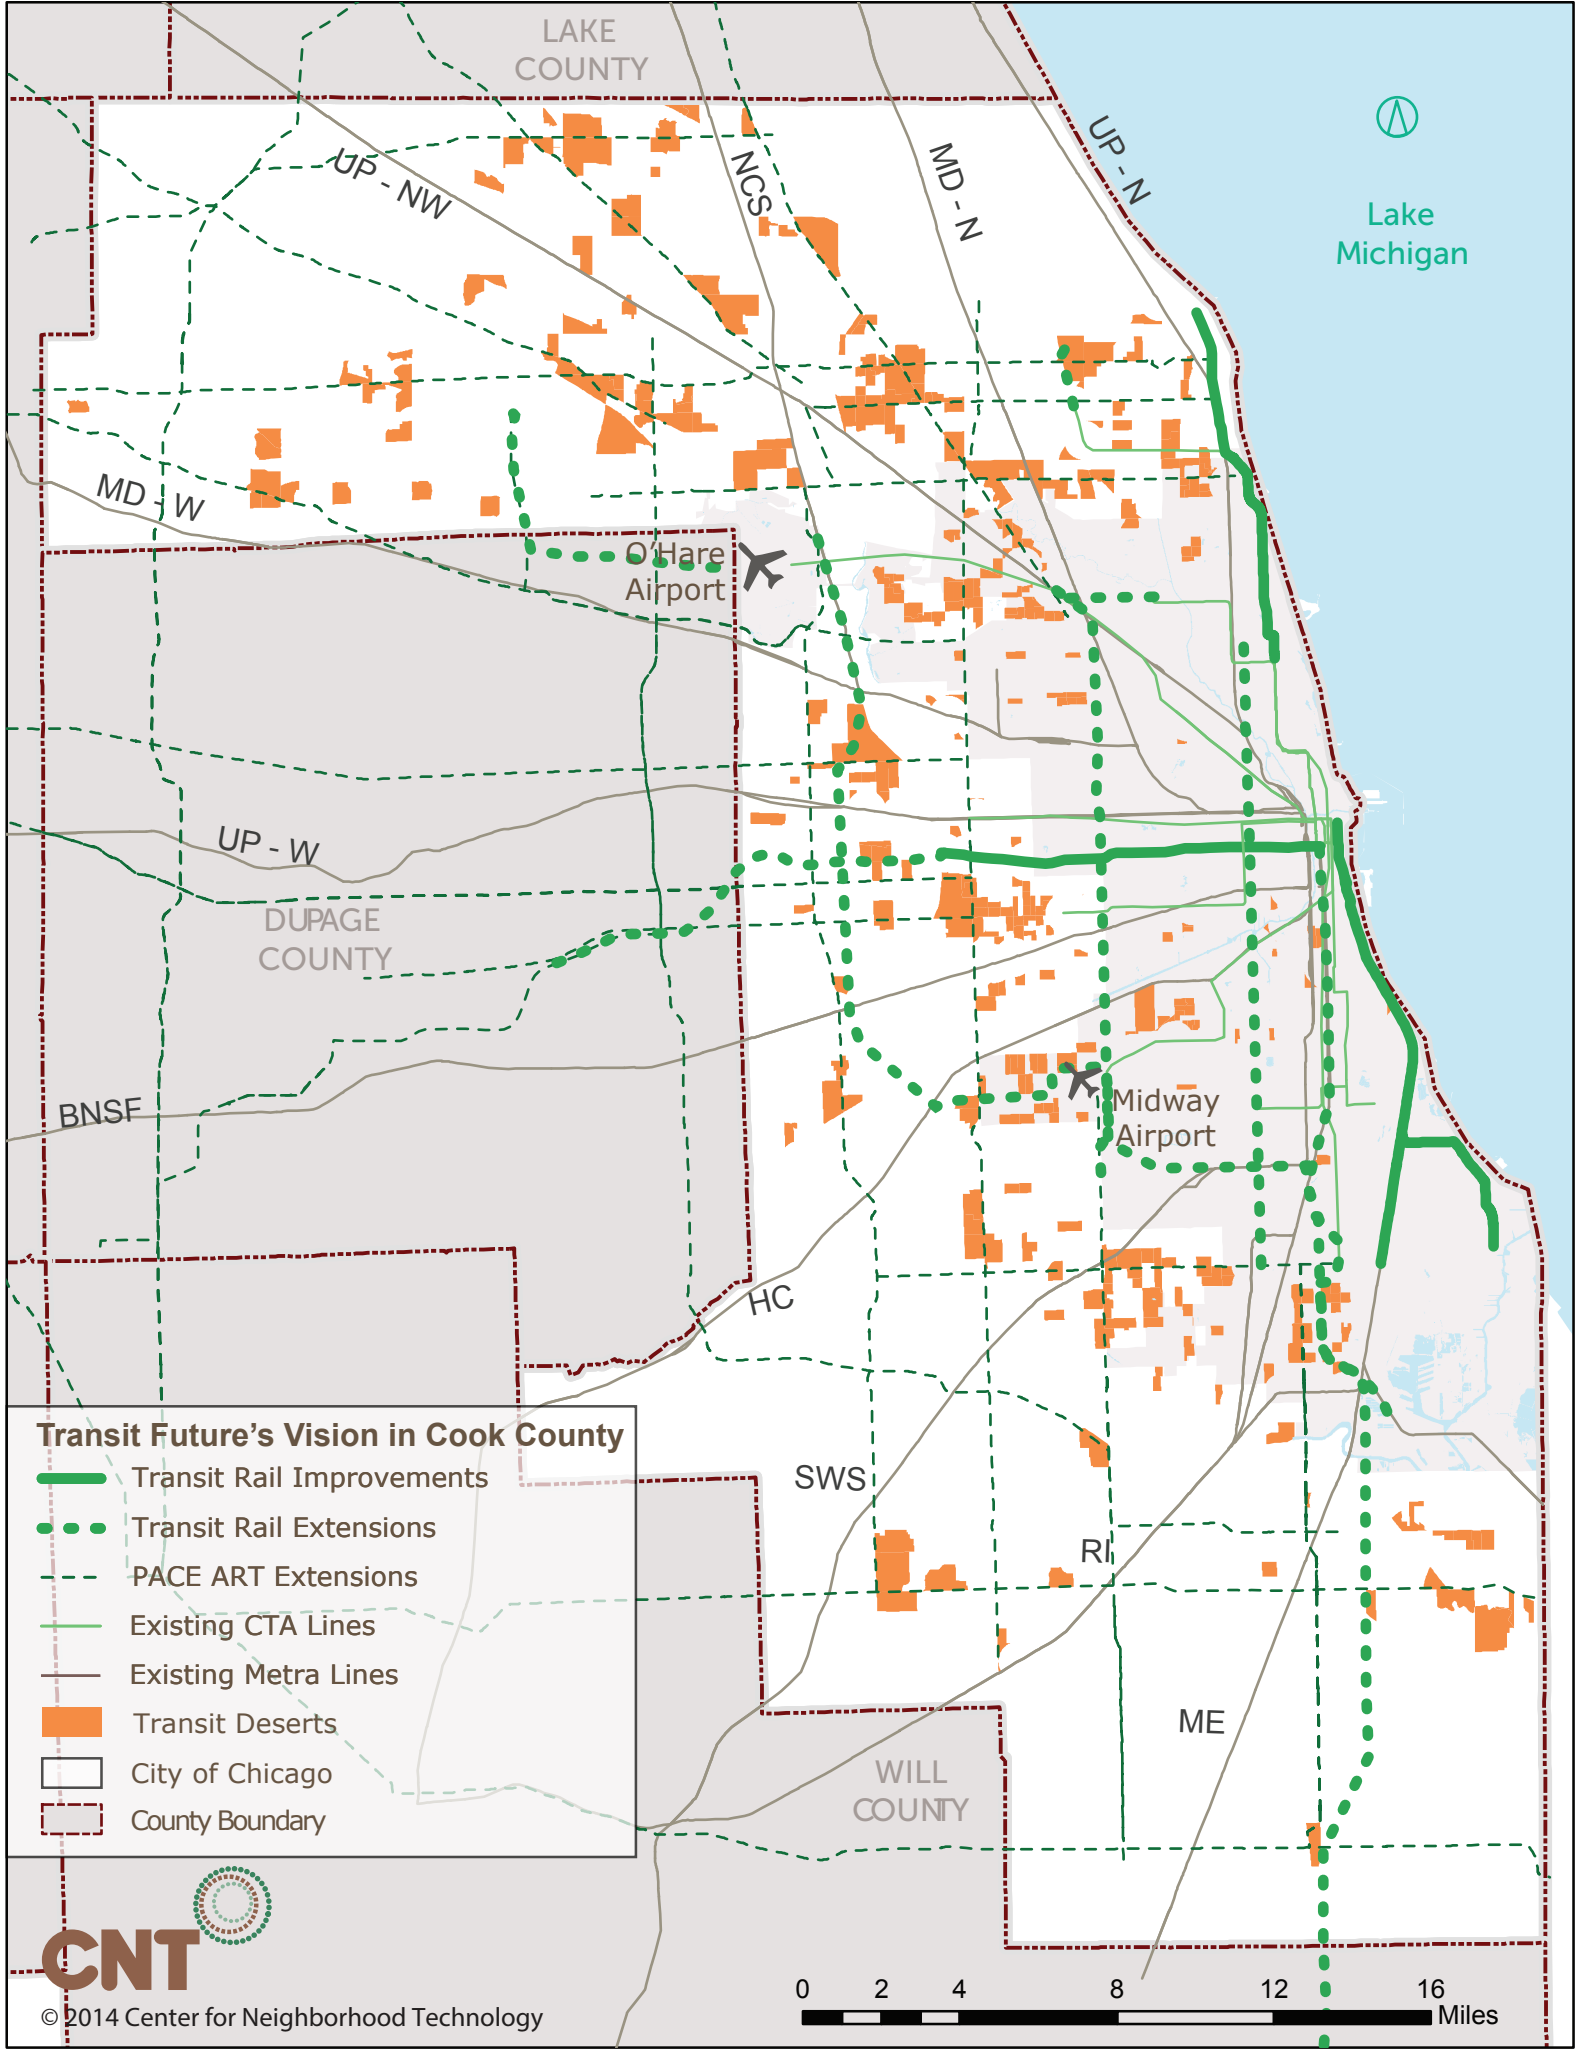 LAKE
COUNTY
UP - NW
NCS
MD - N
UP - N
Lake
Michigan
MD - W
O'Hare
Airport
UP - W
DUPAGE
COUNTY
BNSF
Midway
Airport
HC
SWS
RI
ME
WILL
COUNTY
Transit Future's Vision in Cook County
Transit Rail Improvements
Transit Rail Extensions
PACE ART Extensions
Existing CTA Lines
Existing Metra Lines
Transit Deserts
City of Chicago
County Boundary
CNT
© 2014 Center for Neighborhood Technology
0 2 4 8 12 16
Miles